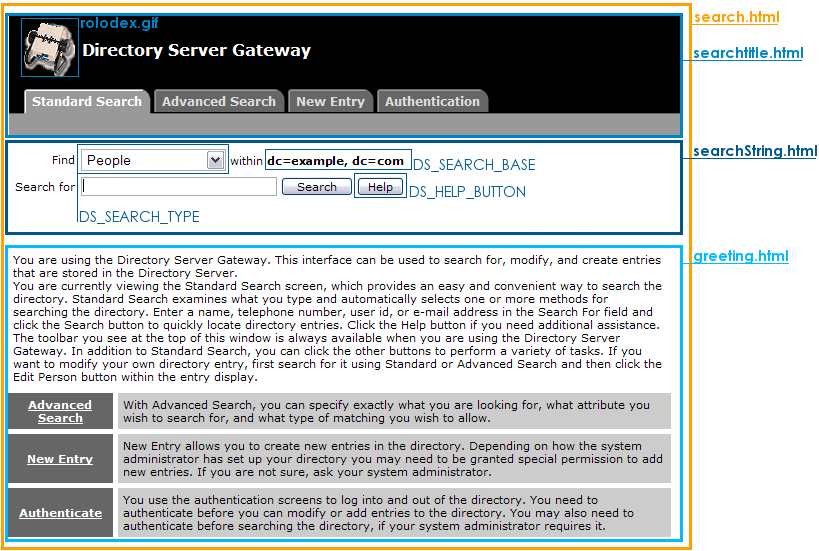 rolodex.gif
search.html
Directory Server Gateway
searchtitle.html
Standard Search
Advanced Search
New Entry
Authentication
Find People within dc=example, dc=com DS_SEARCH_BASE
searchString.html
Search for Search Help DS_HELP_BUTTON
DS_SEARCH_TYPE
greeting.html
You are using the Directory Server Gateway. This interface can be used to search for, modify, and create entries
that are stored in the Directory Server.
You are currently viewing the Standard Search screen, which provides an easy and convenient way to search the
directory. Standard Search examines what you type and automatically selects one or more methods for
searching the directory. Enter a name, telephone number, user id, or e-mail address in the Search For field and
click the Search button to quickly locate directory entries. Click the Help button if you need additional assistance.
The toolbar you see at the top of this window is always available when you are using the Directory Server
Gateway. In addition to Standard Search, you can click the other buttons to perform a variety of tasks. If you
want to modify your own directory entry, first search for it using Standard or Advanced Search and then click the
Edit Person button within the entry display.
Advanced
Search
With Advanced Search, you can specify exactly what you are looking for, what attribute you
wish to search for, and what type of matching you wish to allow.
New Entry
New Entry allows you to create new entries in the directory. Depending on how the system
administrator has set up your directory you may need to be granted special permission to add
new entries. If you are not sure, ask your system administrator.
Authenticate
You use the authentication screens to log into and out of the directory. You need to
authenticate before you can modify or add entries to the directory. You may also need to
authenticate before searching the directory, if your system administrator requires it.